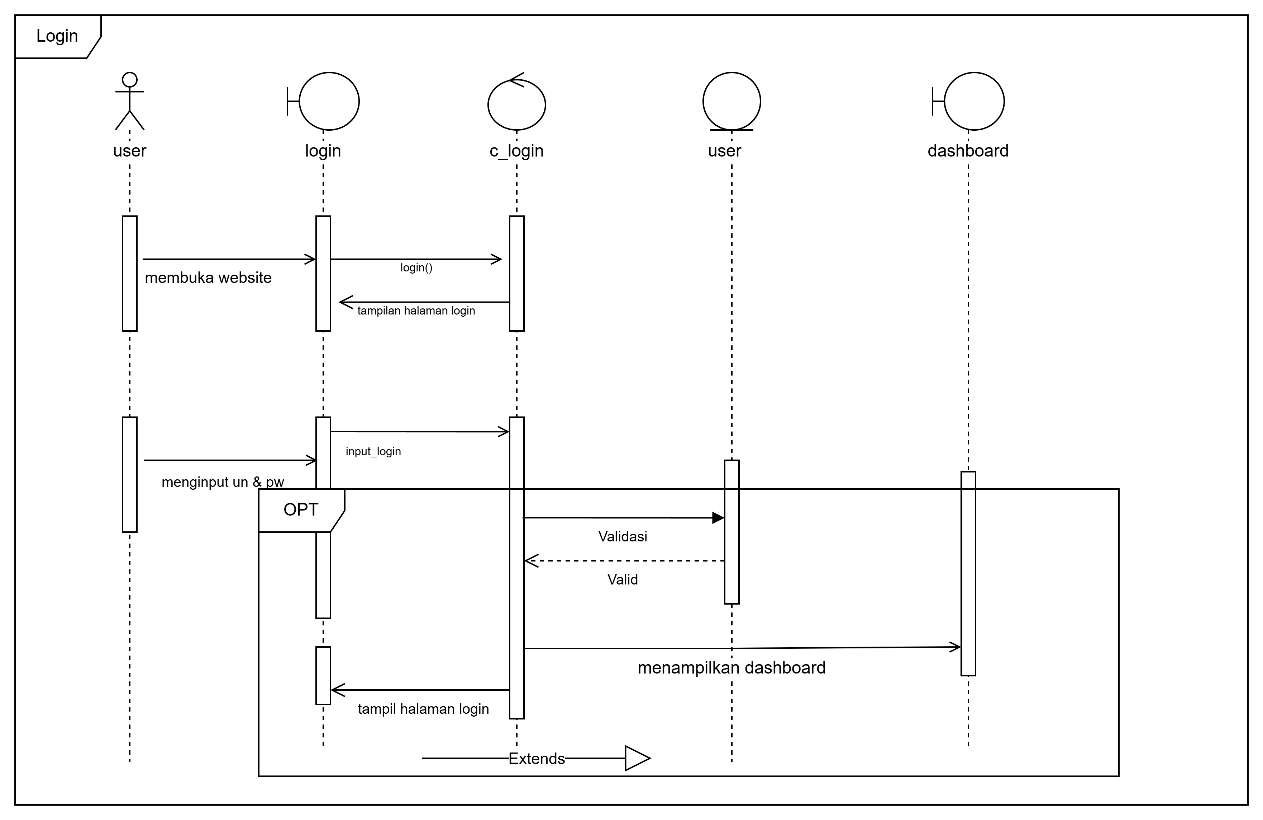 Login
user
login
c_login
user
dashboard
membuka website
login()
tampilan halaman login
input_login
menginput un & pw
OPT
Validasi
Valid
menampilkan dashboard
tampil halaman login
Extends